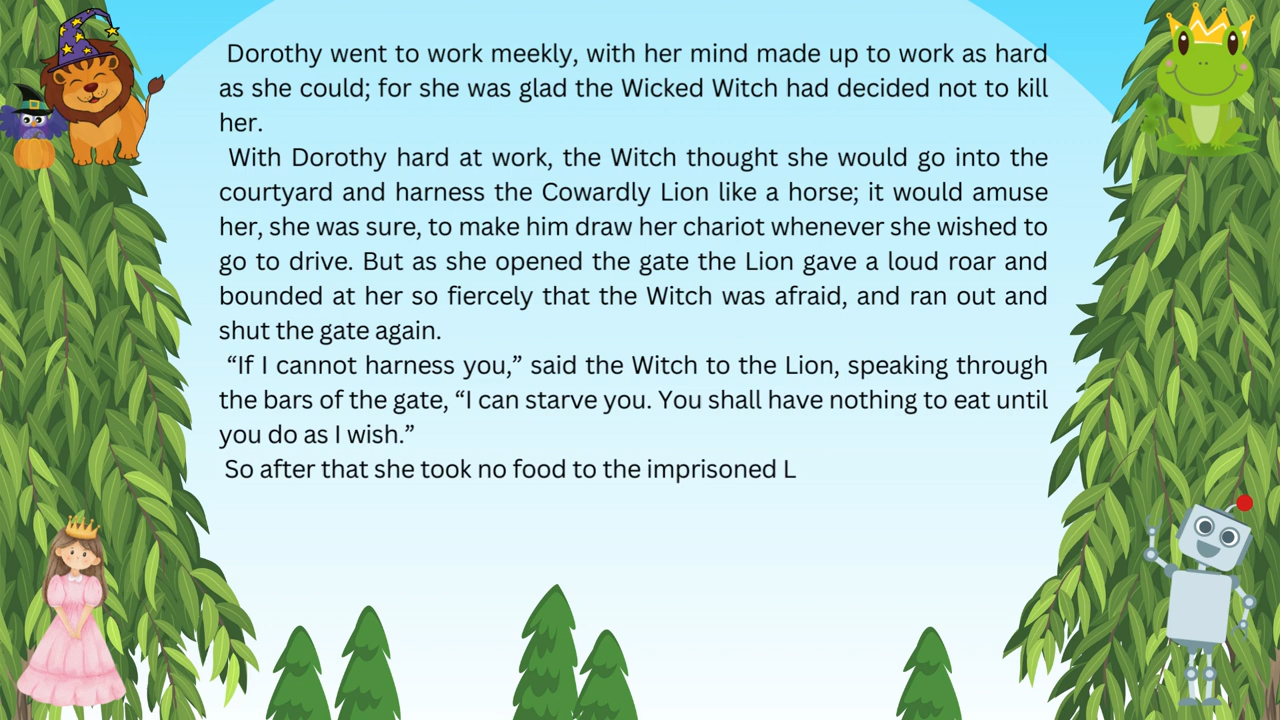 Dorothy went to work meekly, with her mind made up to work as hard
as she could; for she was glad the Wicked Witch had decided not to kill
her.
With Dorothy hard at work, the Witch thought she would go into the
courtyard and harness the Cowardly Lion like a horse; it would amuse
her, she was sure, to make him draw her chariot whenever she wished to
go to drive. But as she opened the gate the Lion gave a loud roar and
bounded at her so fiercely that the Witch was afraid, and ran out and
shut the gate again.
“If I cannot harness you,” said the Witch to the Lion, speaking through
the bars of the gate, “I can starve you. You shall have nothing to eat until
you do as I wish.”
So after that she took no food to the imprisoned L